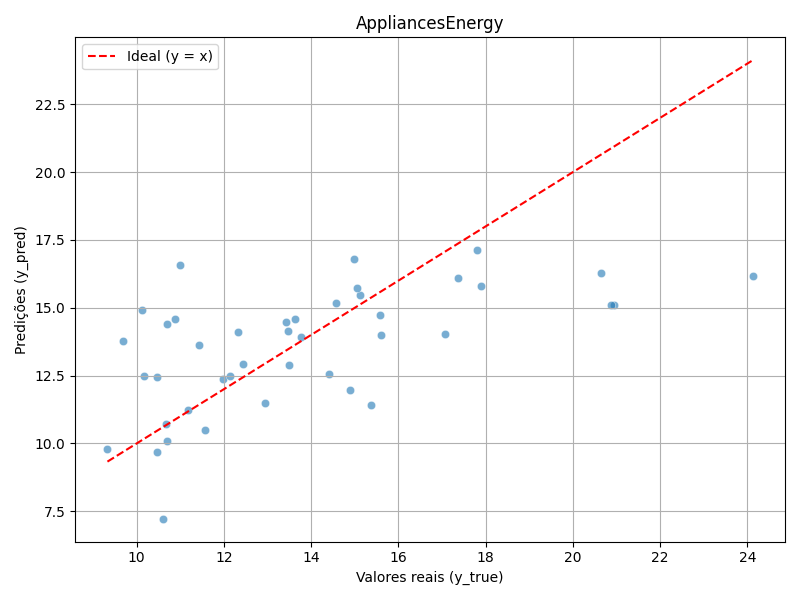 AppliancesEnergy
Ideal (y = x)
Predições (y_pred)
22.5
20.0
17.5
15.0
12.5
10.0
7.5
10 12 14 16 18 20 22 24
Valores reais (y_true)